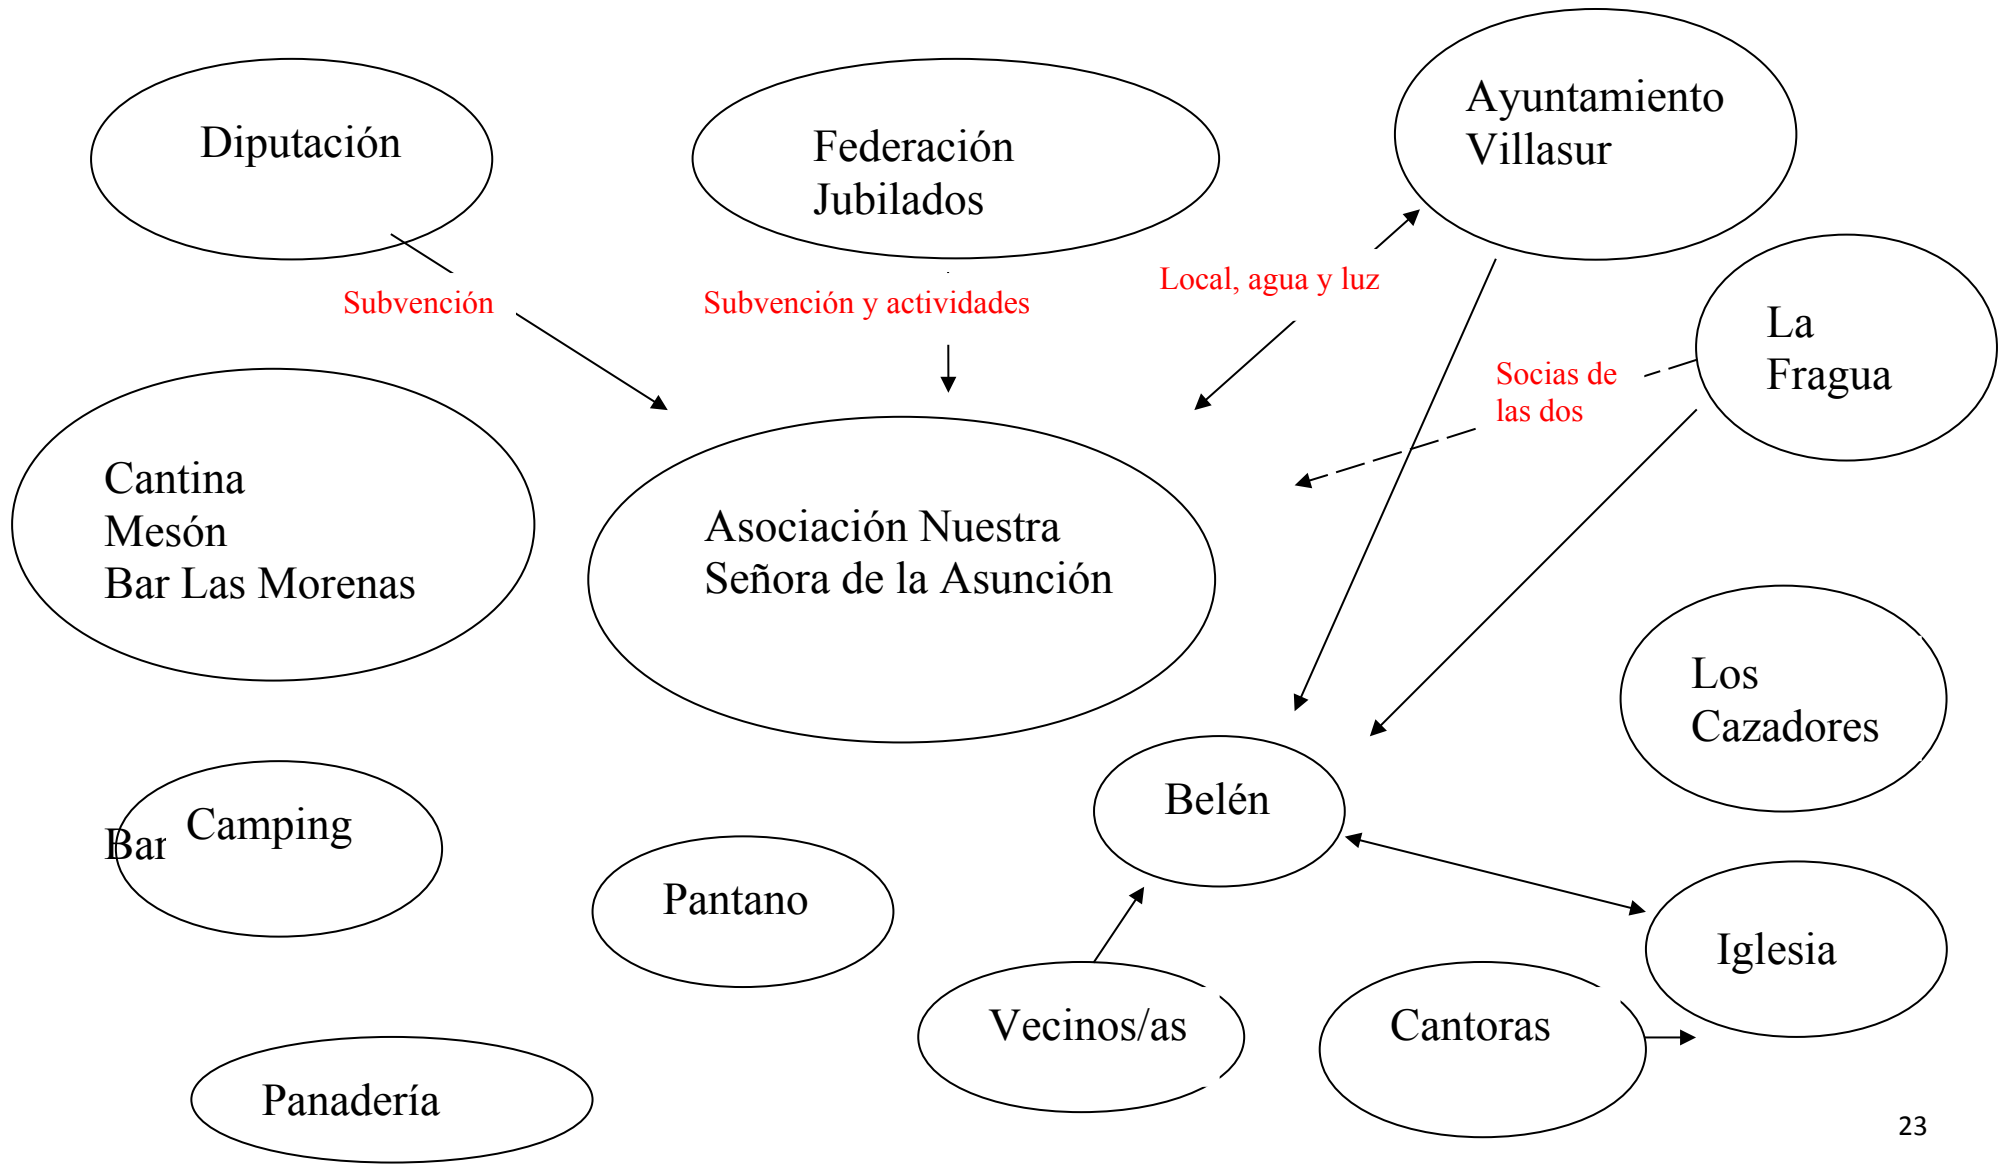 Diputación
Federación
Jubilados
Ayuntamiento
Villasur
Subvención
Subvención y actividades
Local, agua y luz
La
Fragua
Socias de
las dos
Cantina
Mesón
Bar Las Morenas
Asociación Nuestra
Señora de la Asunción
Los
Cazadores
Bar
Camping
Belén
Pantano
Iglesia
Vecinos/as
Cantoras
Panadería
23